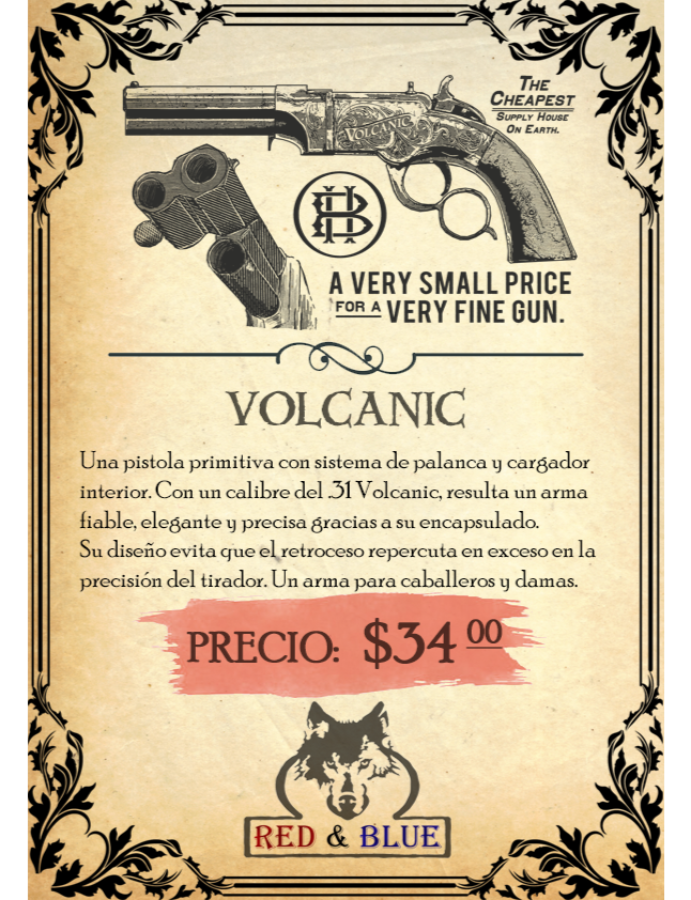 THE
CHEAPEST
SUPPLY HOUSE
ON EARTH.
VOLCANIC
HB
A VERY SMALL PRICE
FOR A VERY FINE GUN.
VOLCANIC
Una pistola primitiva con sistema de palanca y cargador
interior. Con un calibre del .31 Volcanic, resulta un arma
fiable, elegante y precisa gracias a su encapsulado.
Su diseño evita que el retroceso repercuta en exceso en la
precisión del tirador. Un arma para caballeros y damas.
PRECIO: $34 00
RED & BLUE